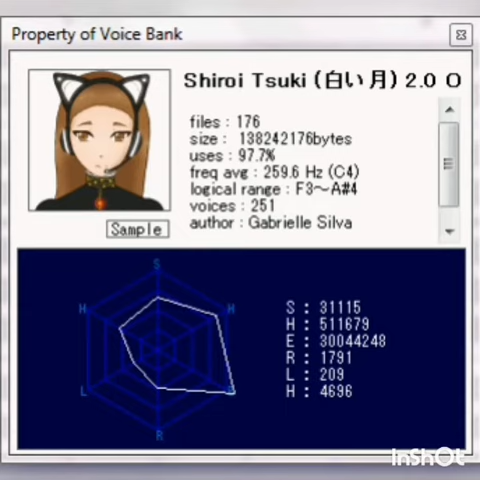 Property of Voice Bank
Shiroi Tsuki (白い月) 2.0 O
files : 176
size : 138242176bytes
uses : 97.7%
freq avg : 259.6 Hz (C4)
logical range : F3~A#4
voices : 251
author : Gabrielle Silva
Sample
S
H H
L
R
S : 31115
H : 511679
E : 30044248
R : 1791
L : 209
H : 4696
InShOt